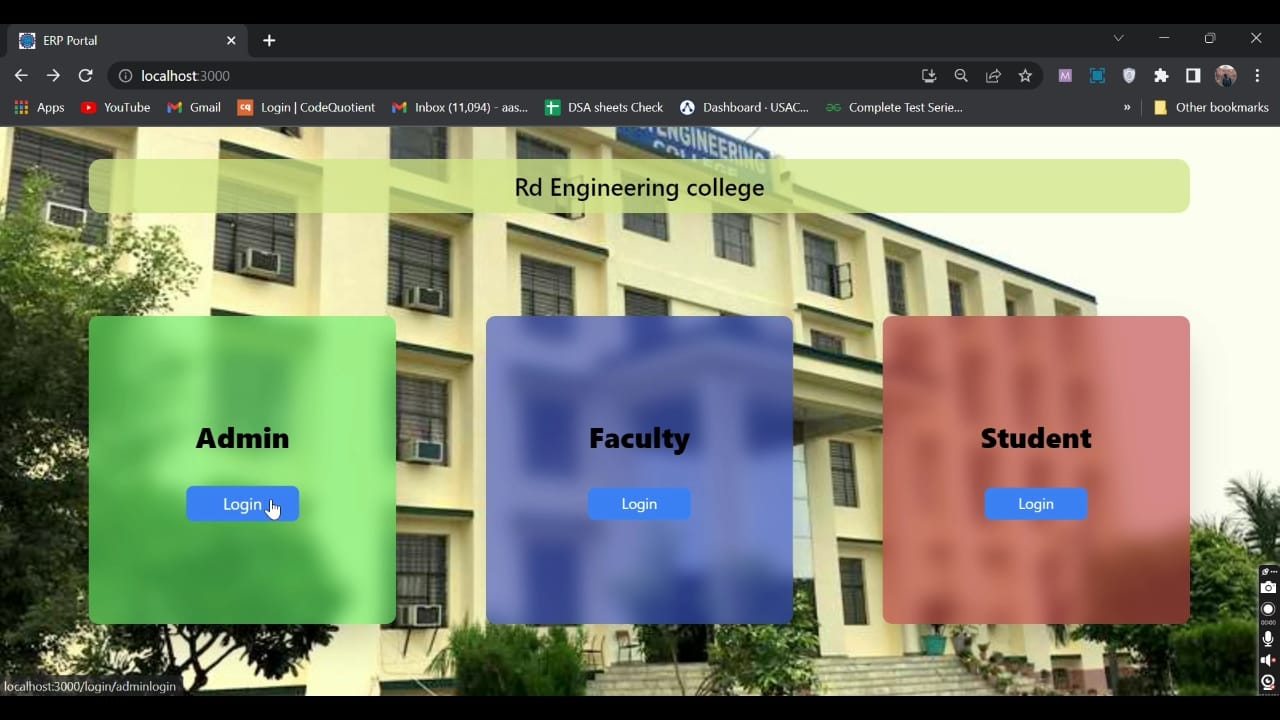 ERP Portal
localhost:3000
Apps YouTube Gmail Login | CodeQuotient Inbox (11,094) - aas... DSA sheets Check Dashboard · USAC... Complete Test Serie... » Other bookmarks
ENGINEERING
COLLEGE
Rd Engineering college
Admin Faculty Student
Login Login Login
00:00
localhost:3000/login/adminlogin